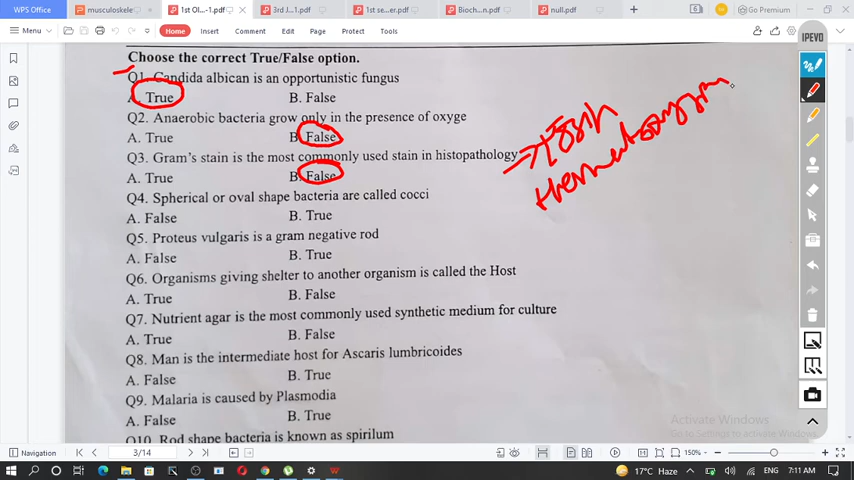 WPS Office
musculoskele
1st Ol...-1.pdf
3rd J...1.pdf
1st se...er.pdf
Bioch...n.pdf
null.pdf
6
Go Premium
Menu
Home
Insert
Comment
Edit
Page
Protect
Tools
IPEVO
Choose the correct True/False option.
Q1. Candida albican is an opportunistic fungus
A. True B. False
Q2. Anaerobic bacteria grow only in the presence of oxyge
A. True B. False
Q3. Gram's stain is the most commonly used stain in histopathology
A. True B. False
Q4. Spherical or oval shape bacteria are called cocci
A. False B. True
Q5. Proteus vulgaris is a gram negative rod
A. False B. True
Q6. Organisms giving shelter to another organism is called the Host
A. True B. False
Q7. Nutrient agar is the most commonly used synthetic medium for culture
A. True B. False
Q8. Man is the intermediate host for Ascaris lumbricoides
A. False B. True
Q9. Malaria is caused by Plasmodia
A. False B. True
Q10. Rod shape bacteria is known as spirilum
Activate Windows
Go to Settings to activate Windows.
Navigation
3/14
150%
17°C Haze
ENG
7:11 AM